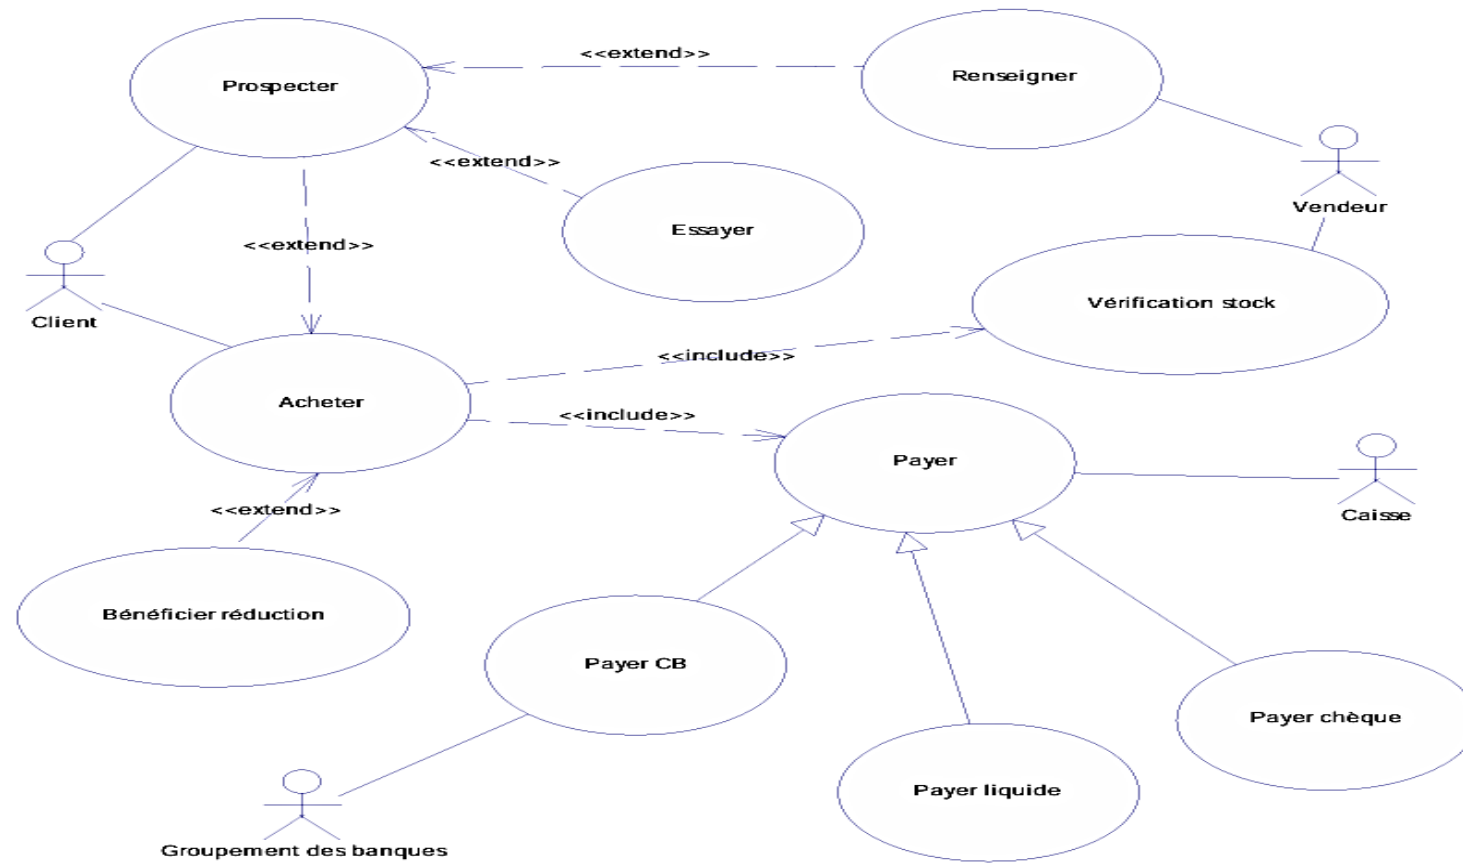 <<extend>>
Prospecter
Renseigner
<<extend>>
Vendeur
Essayer
<<extend>>
Client
Vérification stock
<<include>>
Acheter
<<include>>
Payer
Caisse
<<extend>>
Bénéficier réduction
Payer CB
Payer chèque
Payer liquide
Groupement des banques